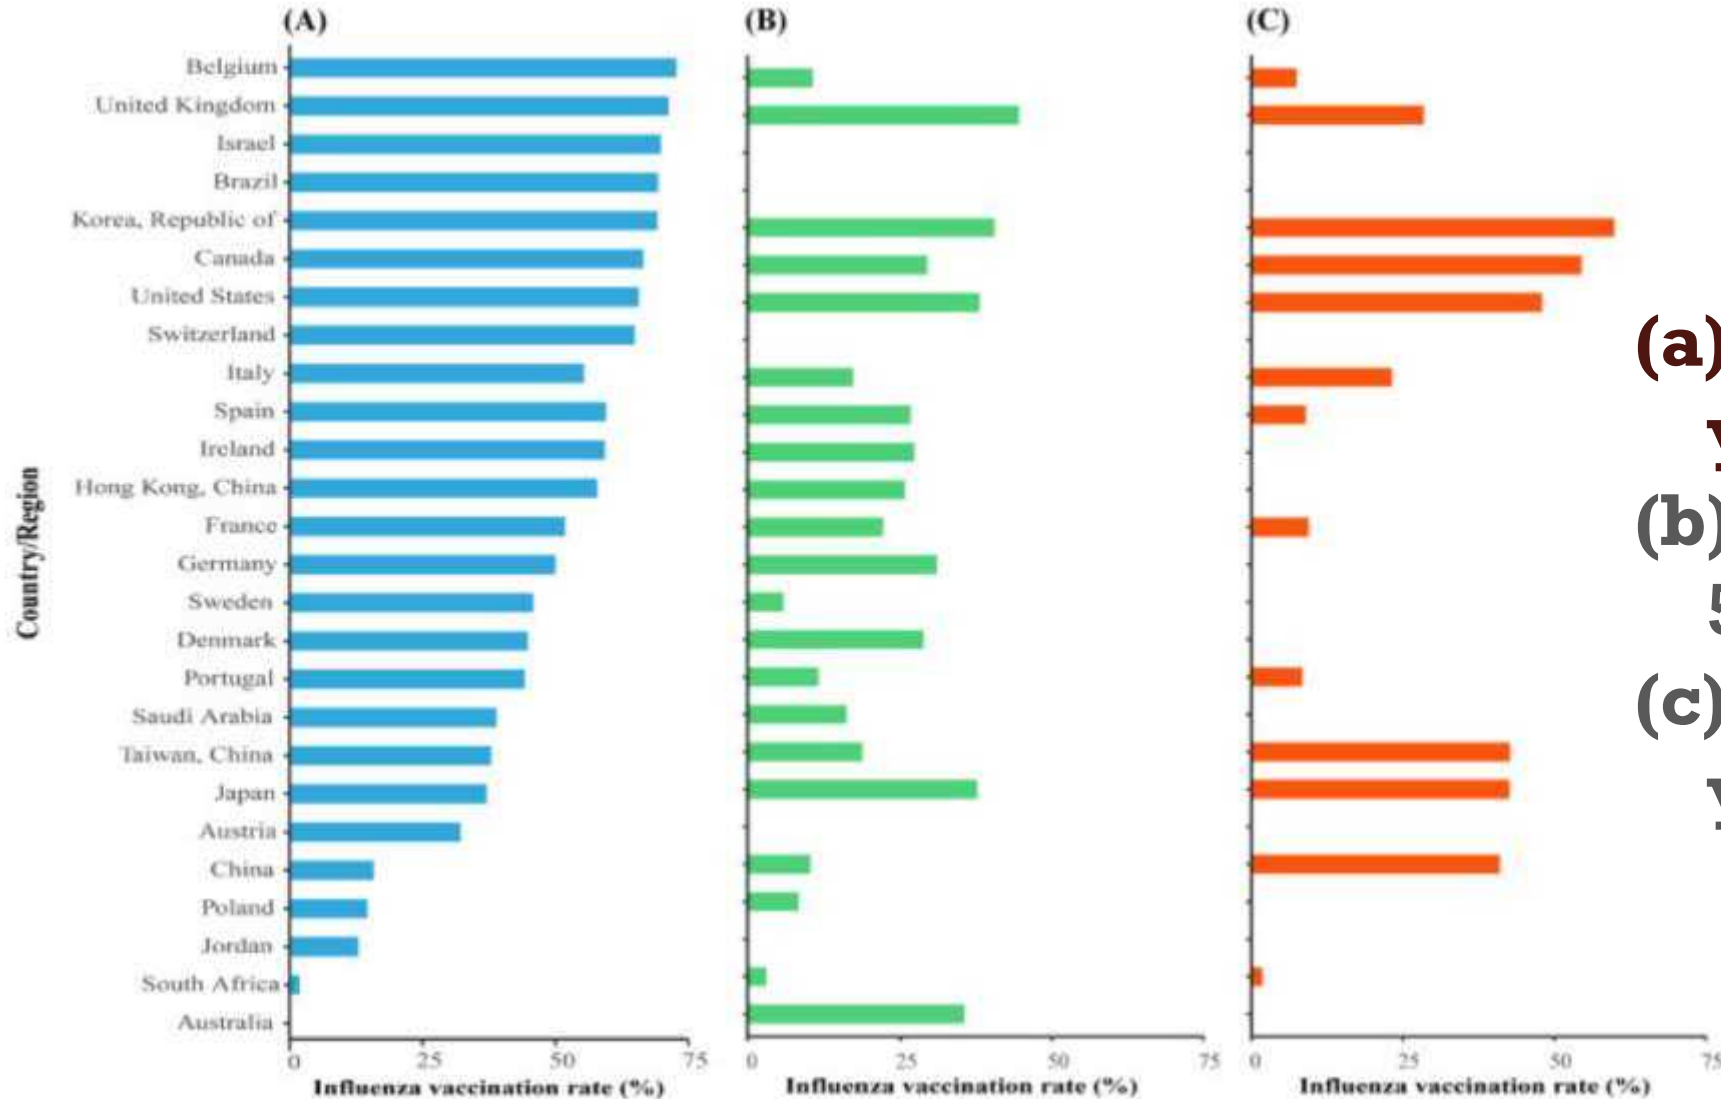 (A)
(B)
(C)
Belgium
United Kingdom
Israel
Brazil
Korea, Republic of
Canada
United States
Switzerland
Italy
Spain
Ireland
Hong Kong, China
France
Germany
Sweden
Denmark
Portugal
Saudi Arabia
Taiwan, China
Japan
Austria
China
Poland
Jordan
South Africa
Australia
Country/Region
0 25 50 75
0 25 50 75
0 25 50 75
Influenza vaccination rate (%)
Influenza vaccination rate (%)
Influenza vaccination rate (%)
(a)
(b)
(c)